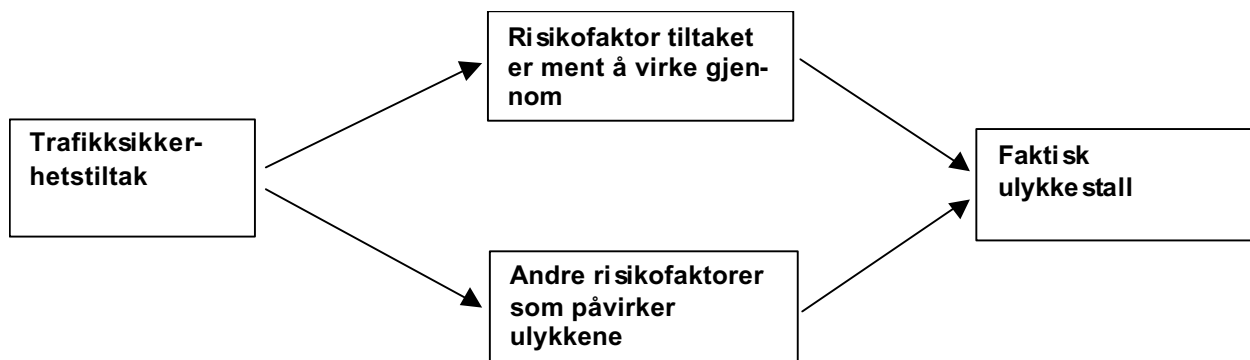 Trafikksikker-
hetstiltak
Risikofaktor tiltaket
er ment å virke gjen-
nom
Andre risikofaktorer
som påvirker
ulykkene
Faktisk
ulykkestall